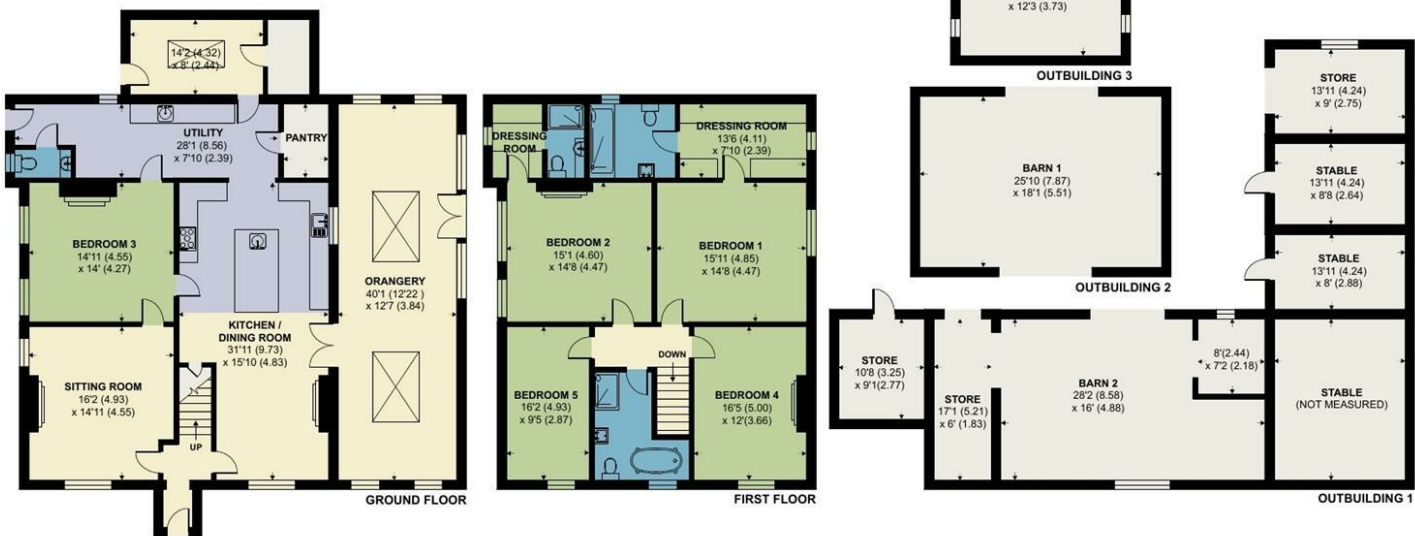 14'2 (4.32)
x 8' (2.44)
UTILITY
28'1 (8.56)
x 7'10 (2.39)
PANTRY
BEDROOM 3
14'11 (4.55)
x 14' (4.27)
ORANGERY
40'1 (12'22 )
x 12'7 (3.84)
KITCHEN /
DINING ROOM
31'11 (9.73)
x 15'10 (4.83)
SITTING ROOM
16'2 (4.93)
x 14'11 (4.55)
UP
GROUND FLOOR
DRESSING
ROOM
DRESSING ROOM
13'6 (4.11)
x 7'10 (2.39)
BEDROOM 2
15'1 (4.60)
x 14'8 (4.47)
BEDROOM 1
15'11 (4.85)
x 14'8 (4.47)
DOWN
BEDROOM 5
16'2 (4.93)
x 9'5 (2.87)
BEDROOM 4
16'5 (5.00)
x 12'(3.66)
FIRST FLOOR
x 12'3 (3.73)
OUTBUILDING 3
BARN 1
25'10 (7.87)
x 18'1 (5.51)
OUTBUILDING 2
STORE
13'11 (4.24)
x 9' (2.75)
STABLE
13'11 (4.24)
x 8'8 (2.64)
STABLE
13'11 (4.24)
x 8' (2.88)
STORE
10'8 (3.25)
x 9'1(2.77)
STORE
17'1 (5.21)
x 6' (1.83)
BARN 2
28'2 (8.58)
x 16' (4.88)
8'(2.44)
x 7'2 (2.18)
STABLE
(NOT MEASURED)
OUTBUILDING 1